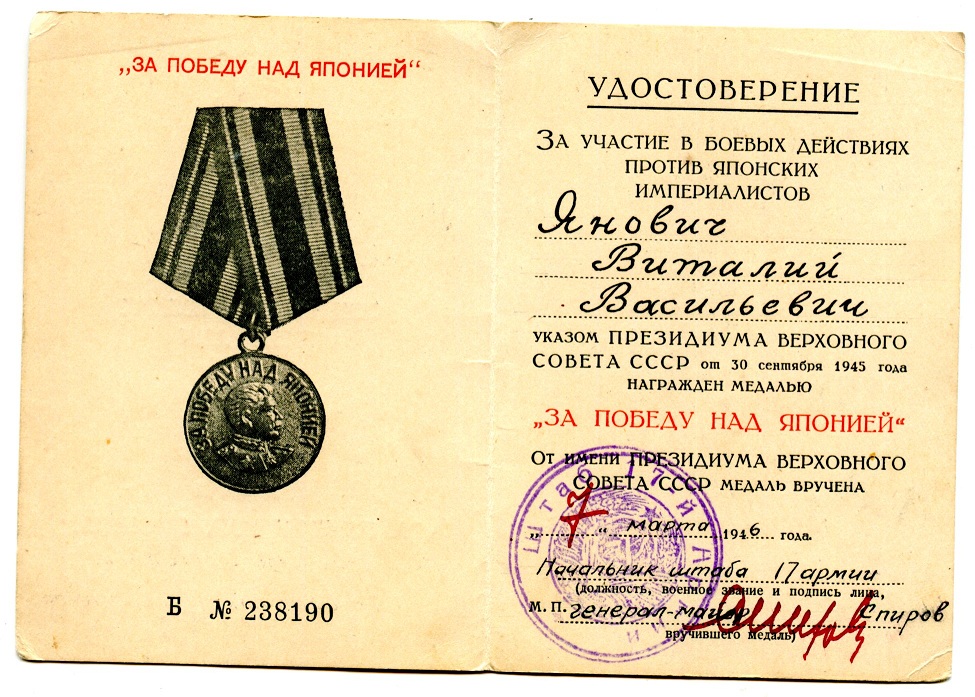 „ЗА ПОБЕДУ НАД ЯПОНИЕЙ“
ЗА ПОБЕДУ НАД ЯПОНИЕЙ
Б № 238190
УДОСТОВЕРЕНИЕ
ЗА УЧАСТИЕ В БОЕВЫХ ДЕЙСТВИЯХ
ПРОТИВ ЯПОНСКИХ
ИМПЕРИАЛИСТОВ
Янович
Виталий
Васильевич
УКАЗОМ ПРЕЗИДИУМА ВЕРХОВНОГО
СОВЕТА СССР от 30 сентября 1945 года
НАГРАЖДЕН МЕДАЛЬЮ
„ЗА ПОБЕДУ НАД ЯПОНИЕЙ“
От имени ПРЕЗИДИУМА ВЕРХОВНОГО
СОВЕТА СССР МЕДАЛЬ ВРУЧЕНА
„7“ марта 1946 года.
Начальник штаба 17 армии
(должность, военное звание и подпись лица,
М. П. генерал-майор Спиров
вручившего медаль)
Штаб 17-й Армии